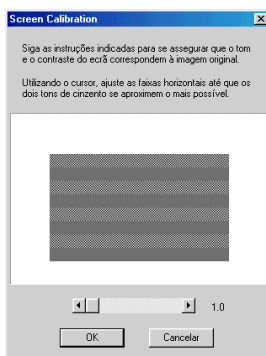 Screen Calibration
Siga as instruções indicadas para se assegurar que o tom
e o contraste do ecrã correspondem à imagem original.
Utilizando o cursor, ajuste as faixas horizontais até que os
dois tons de cinzento se aproximem o mais possível.
1.0
OK
Cancelar